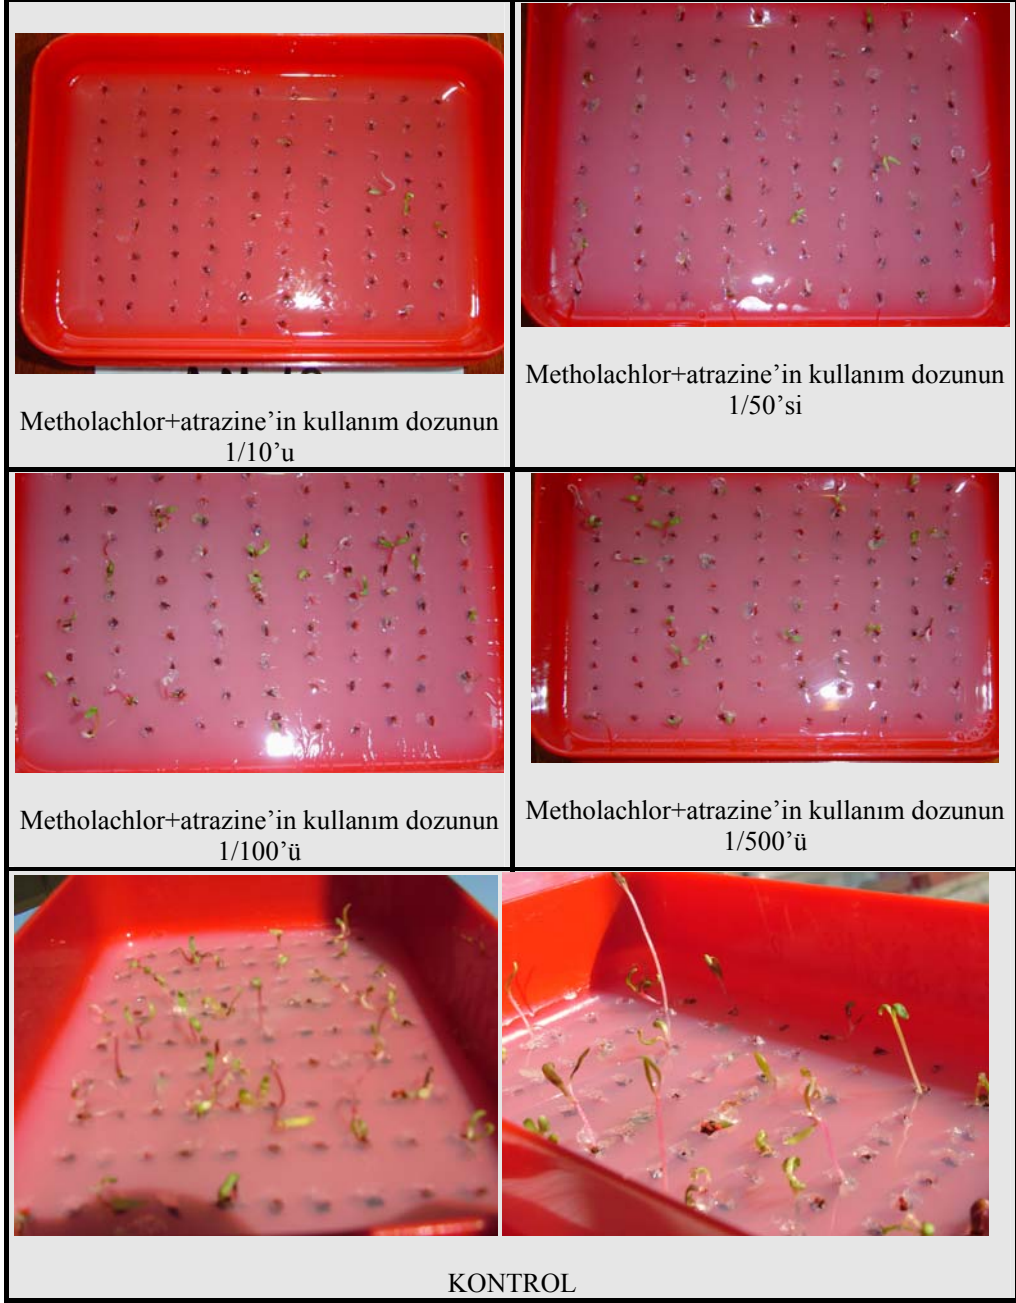 Metholachlor+atrazine’in kullanım dozunun
1/10’u
Metholachlor+atrazine’in kullanım dozunun
1/50’si
Metholachlor+atrazine’in kullanım dozunun
1/100’ü
Metholachlor+atrazine’in kullanım dozunun
1/500’ü
KONTROL